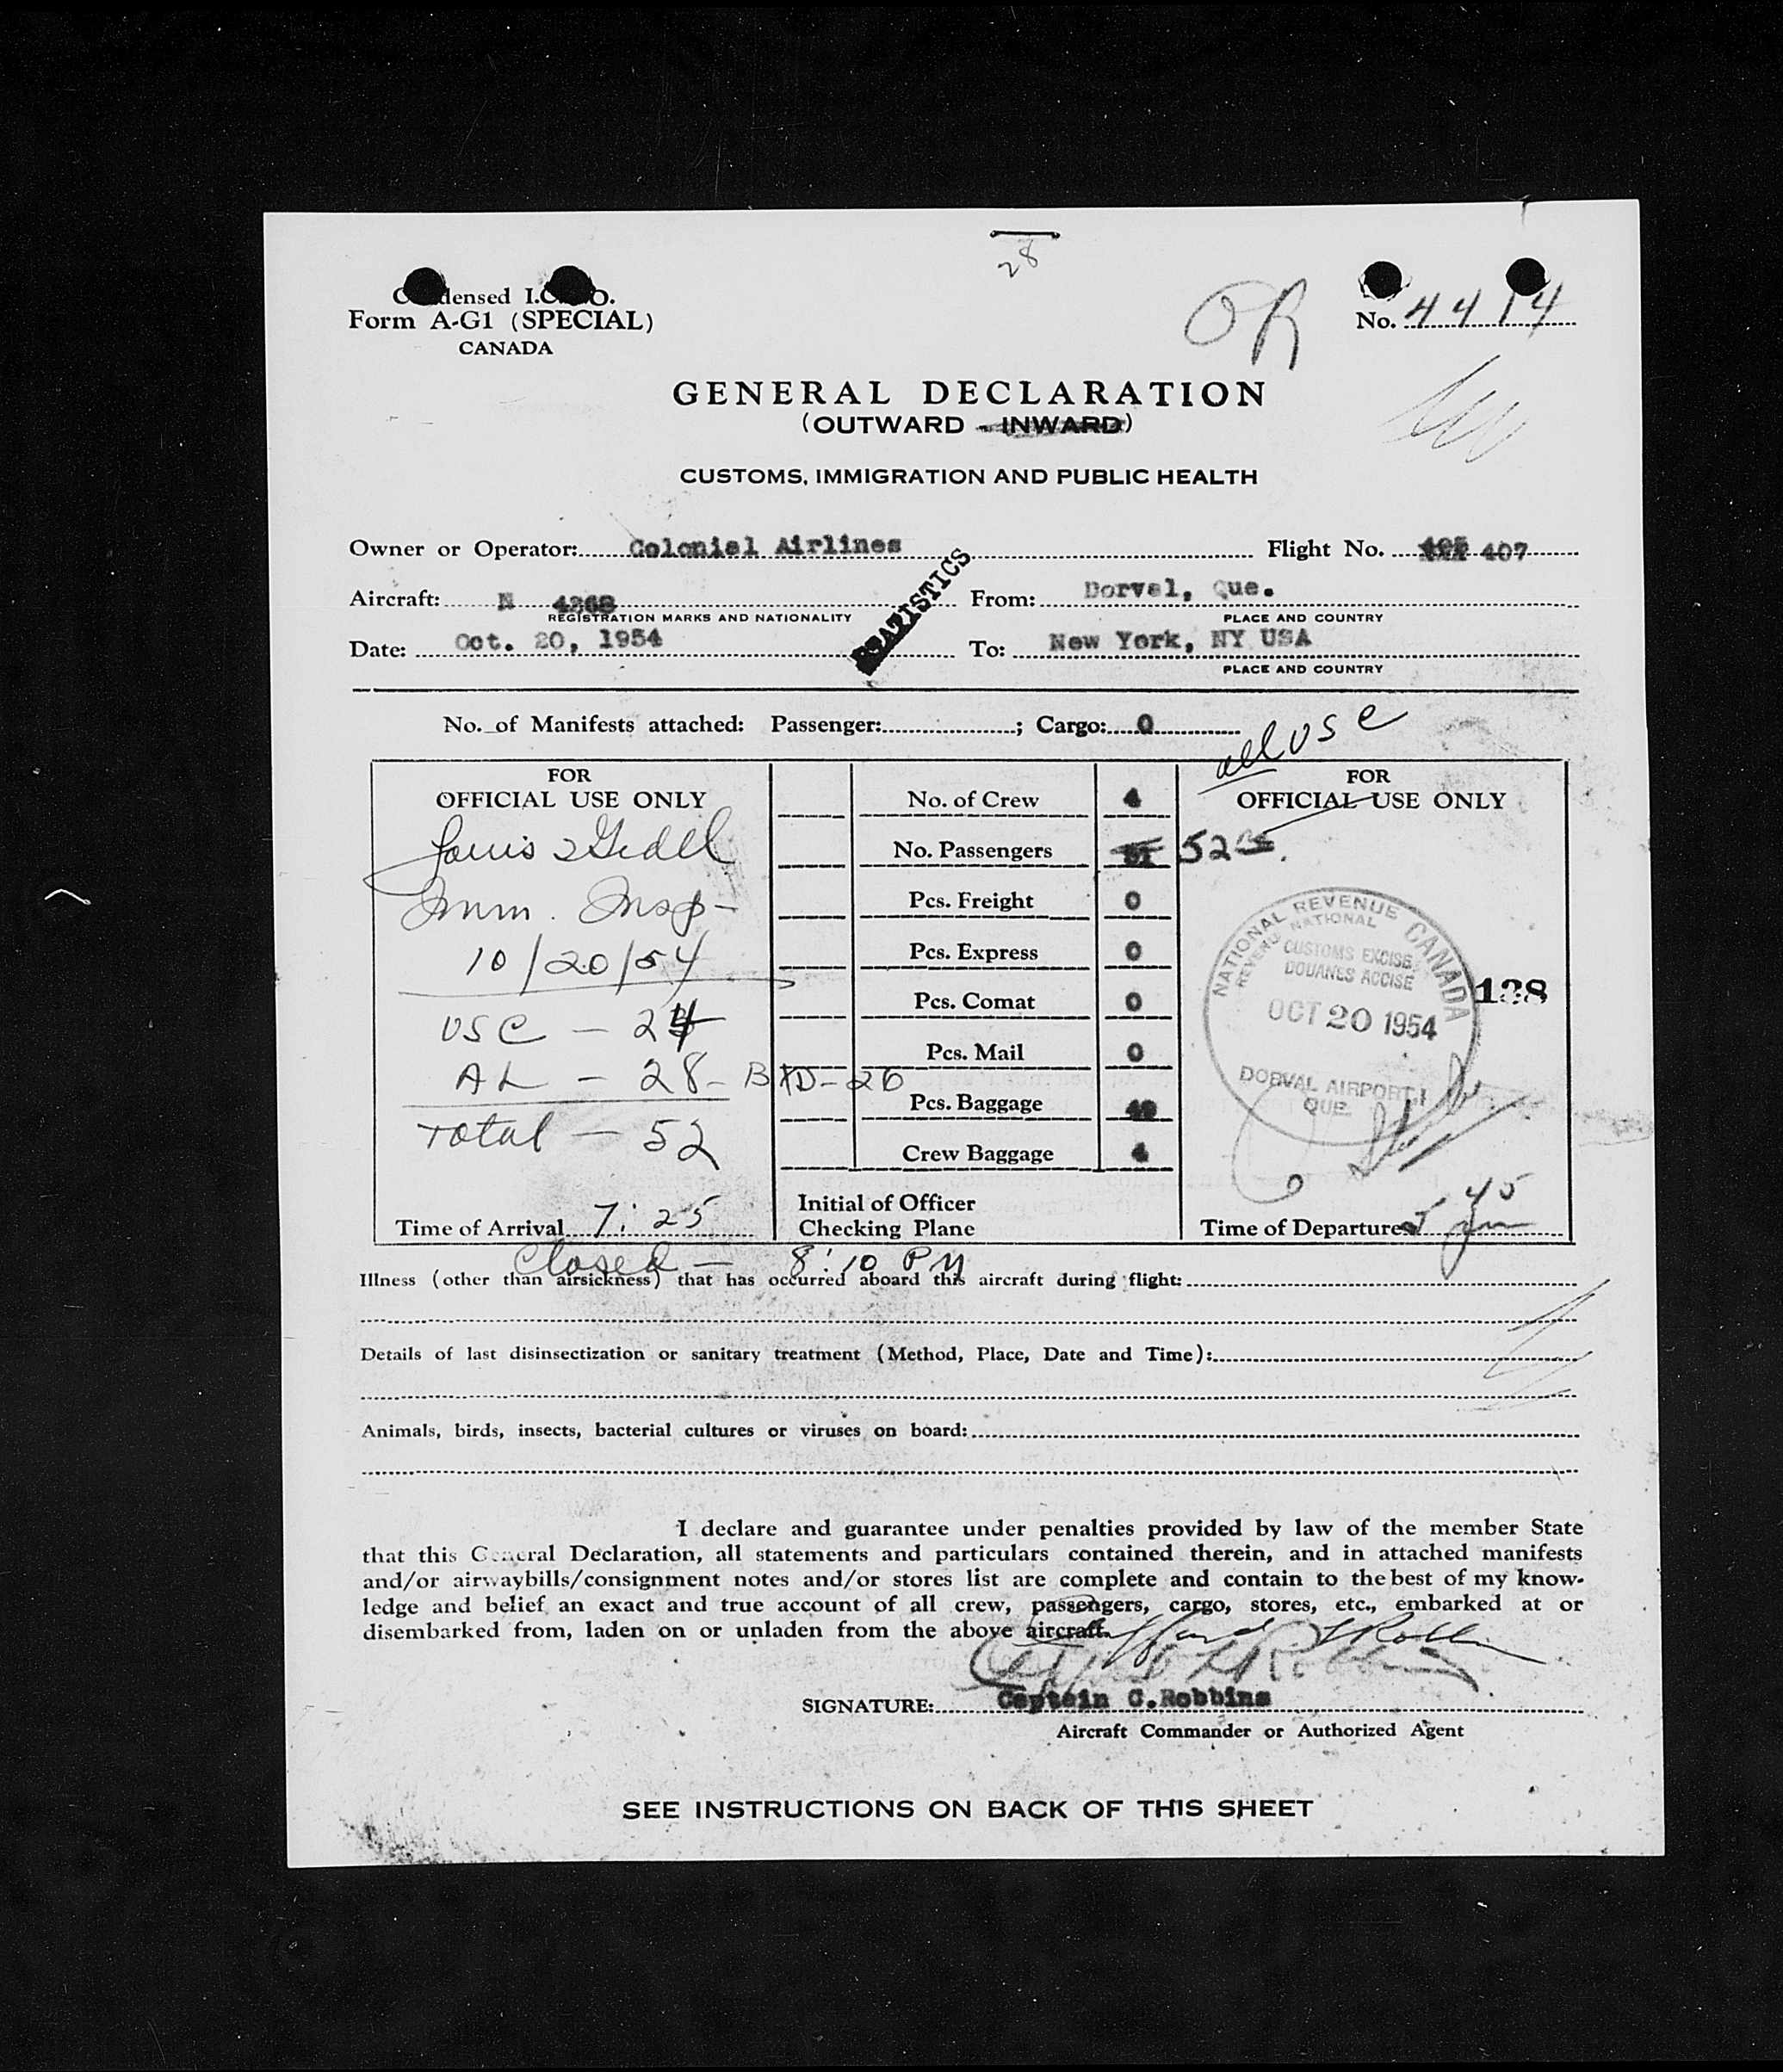 28
Condensed I.C.A.O.
Form A-G1 (SPECIAL)
CANADA
No. 4414
GENERAL DECLARATION
(OUTWARD - INWARD)
CUSTOMS, IMMIGRATION AND PUBLIC HEALTH
Owner or Operator: Colonial Airlines Flight No. 407
Aircraft: N 4268 From: Dorval, Que.
REGISTRATION MARKS AND NATIONALITY PLACE AND COUNTRY
STATISTICS
Date: Oct. 20, 1954 To: New York, NY USA
PLACE AND COUNTRY
No. of Manifests attached: Passenger: ; Cargo: 0
all USC
FOR OFFICIAL USE ONLY
Louis
Imm. Insp-
10/20/54
USC - 24
AL - 28 - BXD - 26
Total - 52
Time of Arrival 7:25
Closed - 8:10 PM
No. of Crew 4
No. Passengers 52
Pcs. Freight 0
Pcs. Express 0
Pcs. Comat 0
Pcs. Mail 0
Pcs. Baggage 49
Crew Baggage 4
Initial of Officer
Checking Plane
FOR
OFFICIAL USE ONLY
NATIONAL REVENUE CANADA
REVENU NATIONAL
CUSTOMS EXCISE
DOUANES ACCISE
OCT 20 1954
DORVAL AIRPORT
QUE.
138
Time of Departure 5 45 pm
Illness (other than airsickness) that has occurred aboard this aircraft during flight:
Details of last disinsectization or sanitary treatment (Method, Place, Date and Time):
Animals, birds, insects, bacterial cultures or viruses on board:
I declare and guarantee under penalties provided by law of the member State
that this General Declaration, all statements and particulars contained therein, and in attached manifests
and/or airwaybills/consignment notes and/or stores list are complete and contain to the best of my know-
ledge and belief an exact and true account of all crew, passengers, cargo, stores, etc., embarked at or
disembarked from, laden on or unladen from the above aircraft.
SIGNATURE: Captain C.Robbins
Aircraft Commander or Authorized Agent
SEE INSTRUCTIONS ON BACK OF THIS SHEET